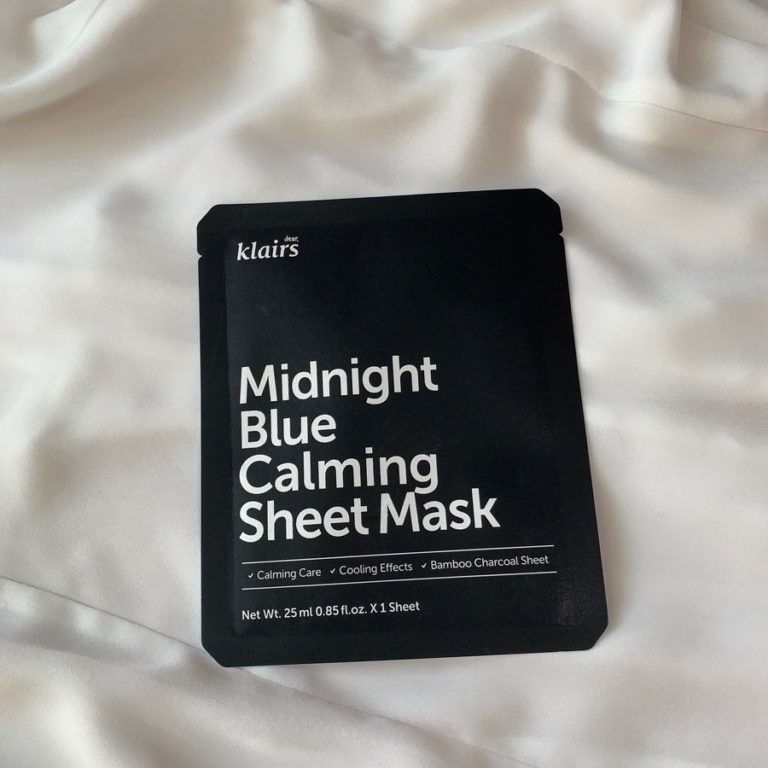 dear,
klairs
Midnight
Blue
Calming
Sheet Mask
✓ Calming Care ✓ Cooling Effects ✓ Bamboo Charcoal Sheet
Net Wt. 25 ml 0.85 fl.oz. X 1 Sheet